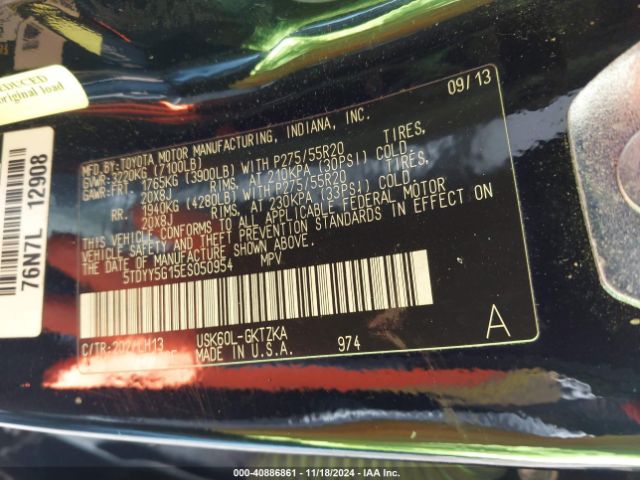 EDUCED
original load
76N7L 12908
09/13
MFD.BY:TOYOTA MOTOR MANUFACTURING, INDIANA, INC.
GVWR:3220KG (7100LB)
GAWR:FRT. 1765KG (3900LB) WITH P275/55R20 TIRES,
20X8J RIMS, AT 210KPA (30PSI) COLD.
RR. 1940KG (4280LB) WITH P275/55R20 TIRES,
20X8J RIMS, AT 230KPA (33PSI) COLD.
THIS VEHICLE CONFORMS TO ALL APPLICABLE FEDERAL MOTOR
VEHICLE SAFETY AND THEFT PREVENTION STANDARDS IN EFFECT ON
THE DATE OF MANUFACTURE SHOWN ABOVE.
5TDYY5G15ES050954 MPV
C/TR:202/LH13 USK60L-GKTZKA
MADE IN U.S.A. 974
A
000-40886861 - 11/18/2024 - IAA Inc.